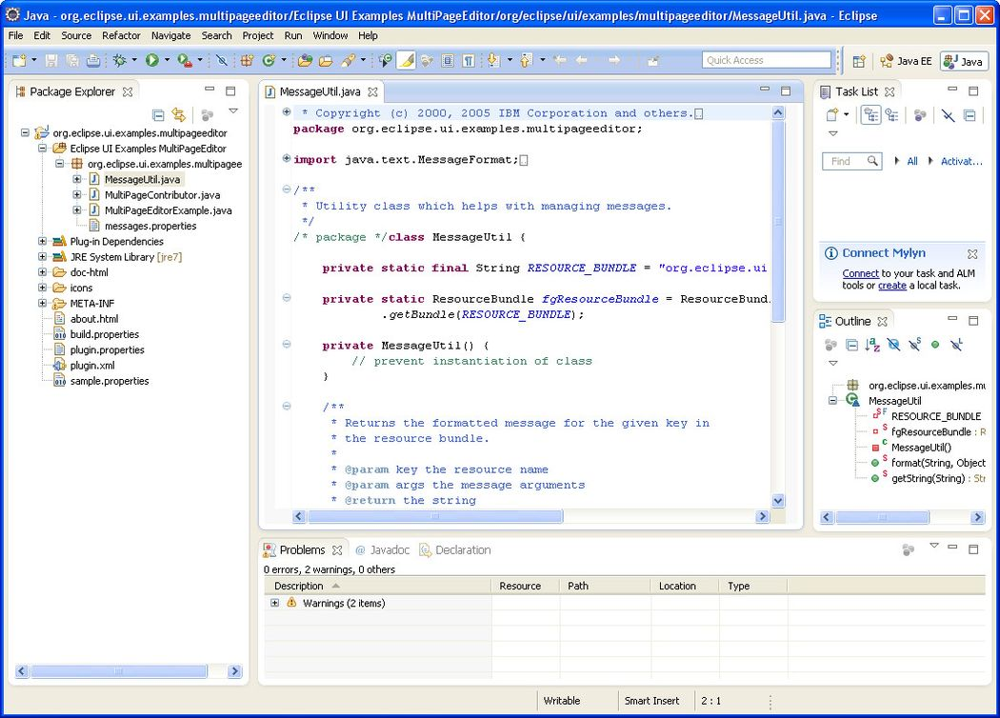 Java - org.eclipse.ui.examples.multipageeditor/Eclipse UI Examples MultiPageEditor/org/eclipse/ui/examples/multipageeditor/MessageUtil.java - Eclipse
File Edit Source Refactor Navigate Search Project Run Window Help
Quick Access
Java EE
Java
Package Explorer
org.eclipse.ui.examples.multipageeditor
Eclipse UI Examples MultiPageEditor
org.eclipse.ui.examples.multipagee
MessageUtil.java
MultiPageContributor.java
MultiPageEditorExample.java
messages.properties
Plug-in Dependencies
JRE System Library [jre7]
doc-html
icons
META-INF
about.html
build.properties
plugin.properties
plugin.xml
sample.properties
MessageUtil.java
* Copyright (c) 2000, 2005 IBM Corporation and others.
package org.eclipse.ui.examples.multipageeditor;
import java.text.MessageFormat;
/**
* Utility class which helps with managing messages.
*/
/* package */class MessageUtil {
private static final String RESOURCE_BUNDLE = "org.eclipse.ui
private static ResourceBundle fgResourceBundle = ResourceBund
.getBundle(RESOURCE_BUNDLE);
private MessageUtil() {
// prevent instantiation of class
}
/**
* Returns the formatted message for the given key in
* the resource bundle.
*
* @param key the resource name
* @param args the message arguments
* @return the string
Task List
Find
All
Activat...
Connect Mylyn
Connect to your task and ALM
tools or create a local task.
Outline
org.eclipse.ui.examples.mu
MessageUtil
RESOURCE_BUNDLE
fgResourceBundle : R
MessageUtil()
format(String, Object
getString(String) : Str
Problems
@ Javadoc
Declaration
0 errors, 2 warnings, 0 others
Description Resource Path Location Type
Warnings (2 items)
Writable Smart Insert 2 : 1